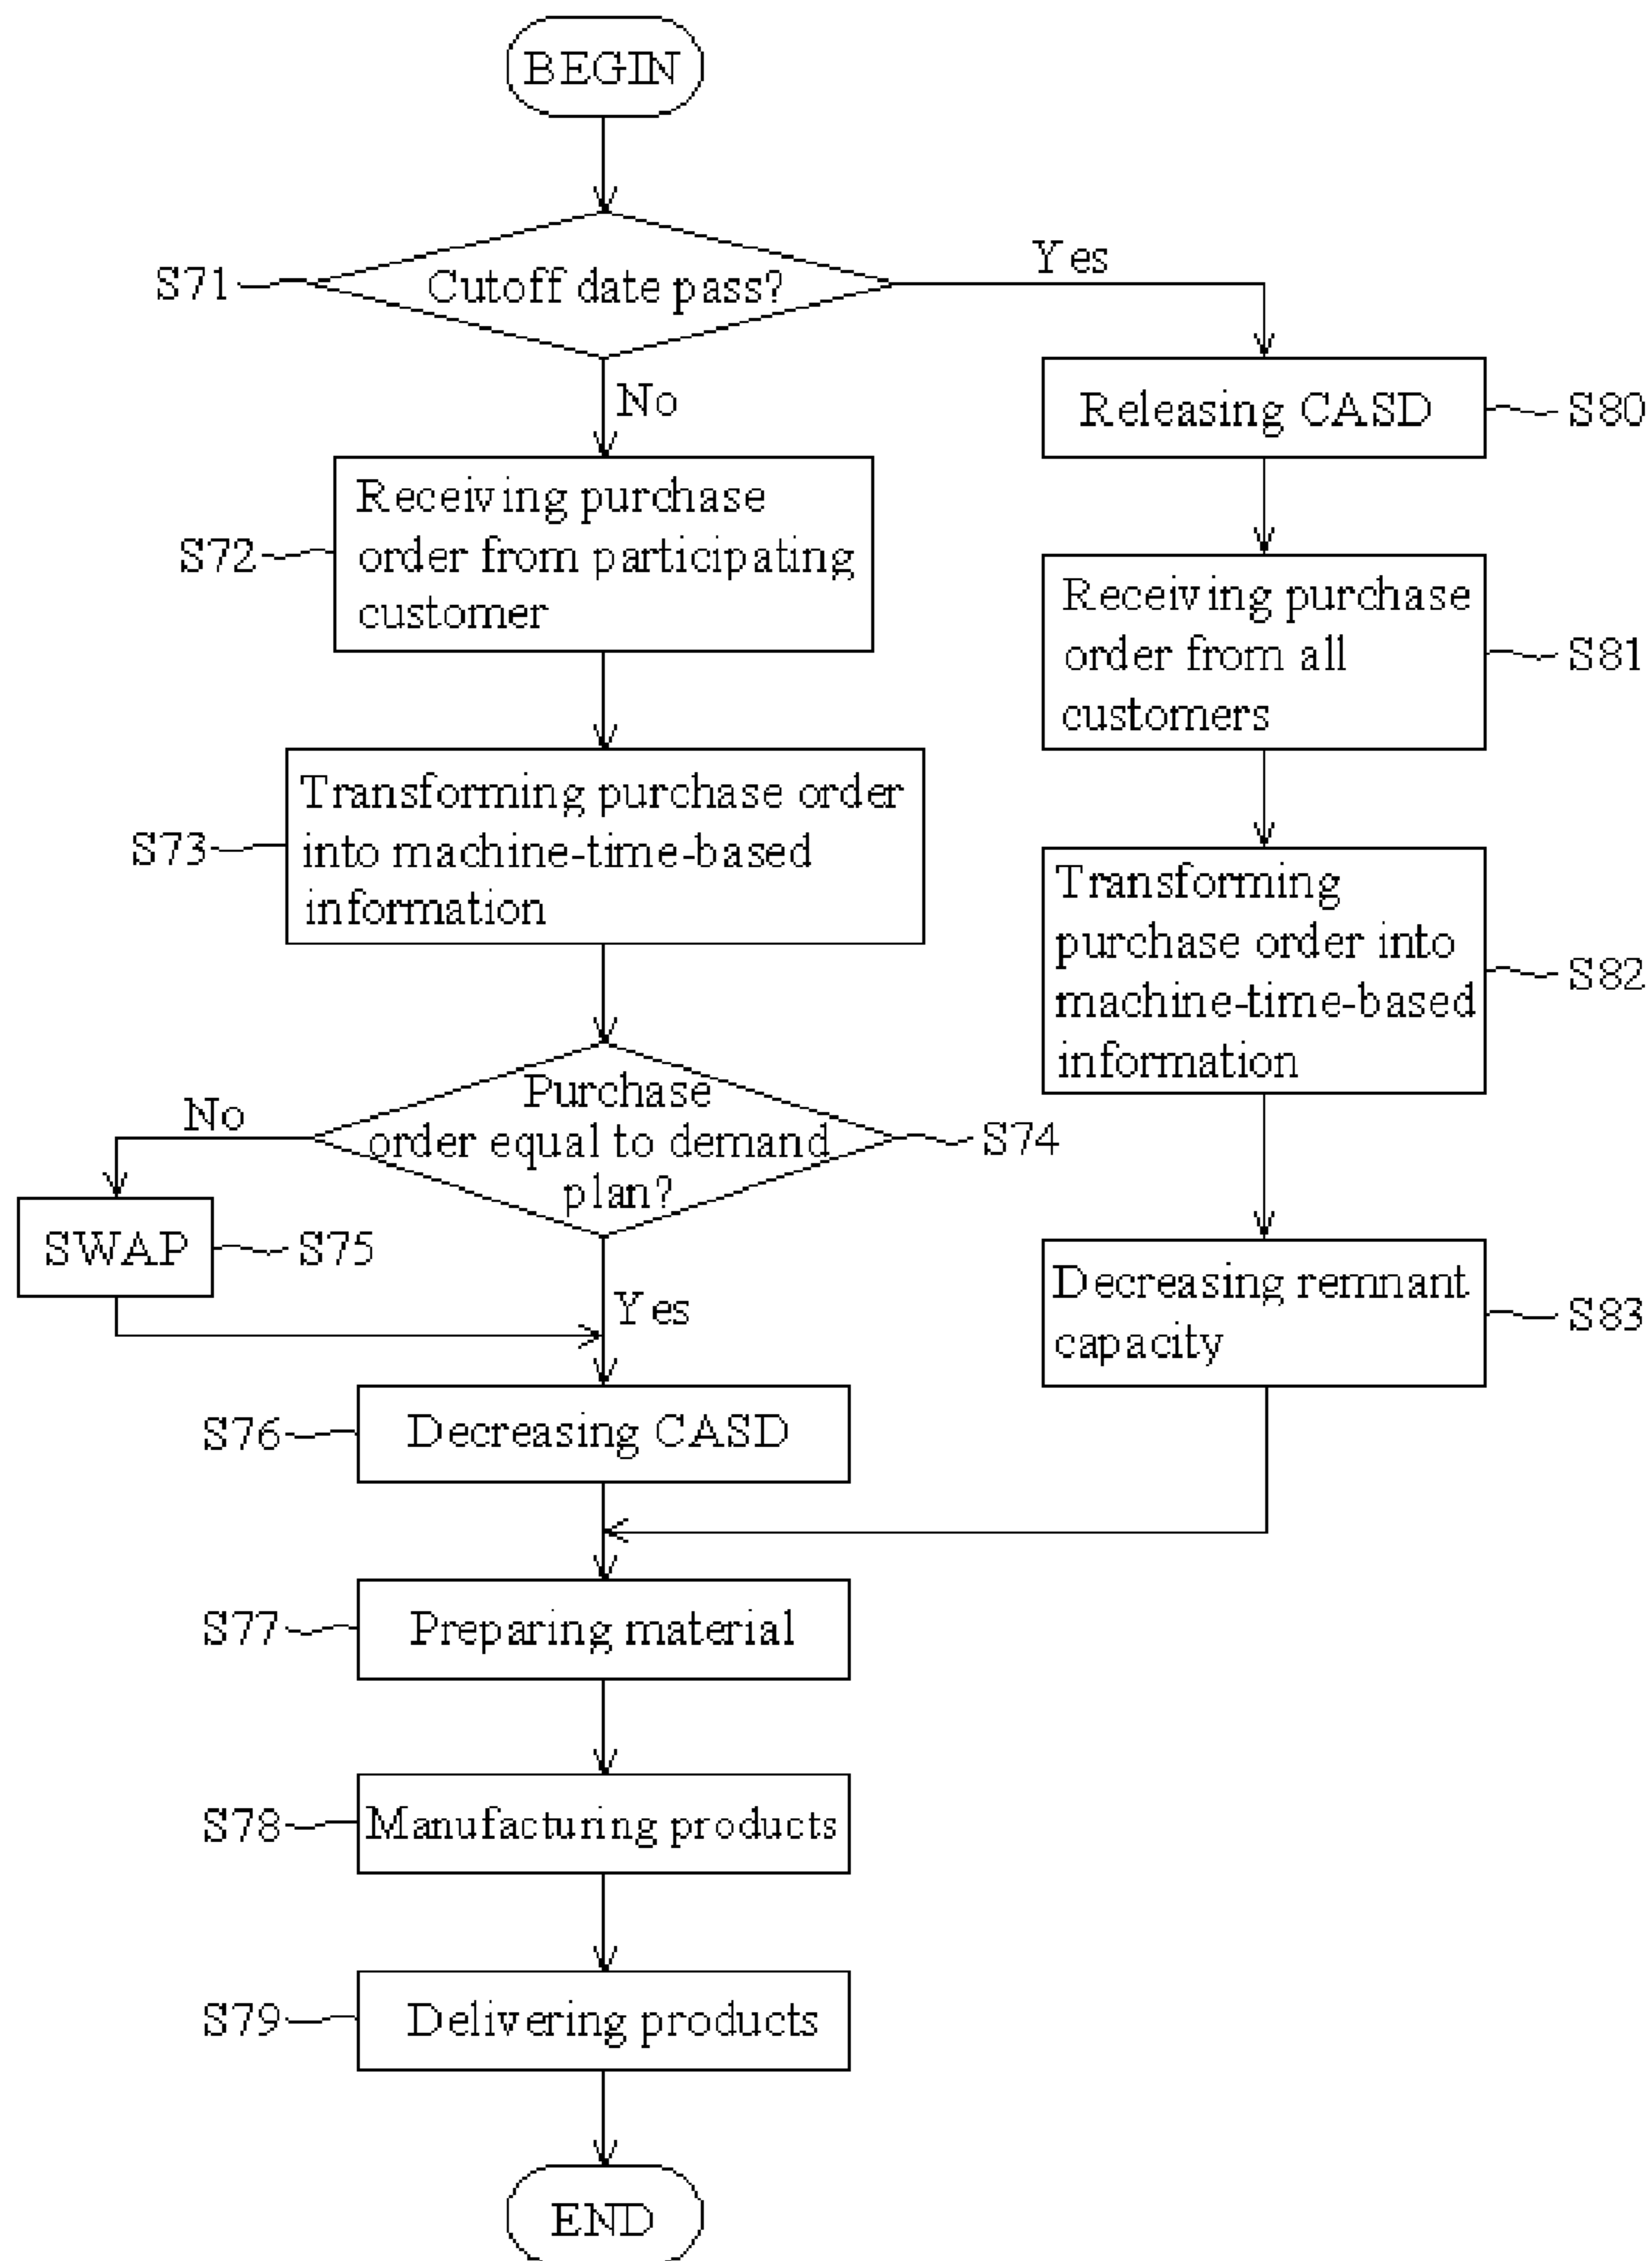 BEGIN
S71
Cutoff date pass?
Yes
No
Releasing CASD
S80
S72
Receiving purchase
order from participating
customer
Receiving purchase
order from all
customers
S81
S73
Transforming purchase order
into machine-time-based
information
Transforming
purchase order into
machine-time-based
information
S82
No
Purchase
order equal to demand
plan?
S74
SWAP
S75
Yes
Decreasing remnant
capacity
S83
S76
Decreasing CASD
S77
Preparing material
S78
Manufacturing products
S79
Delivering products
END